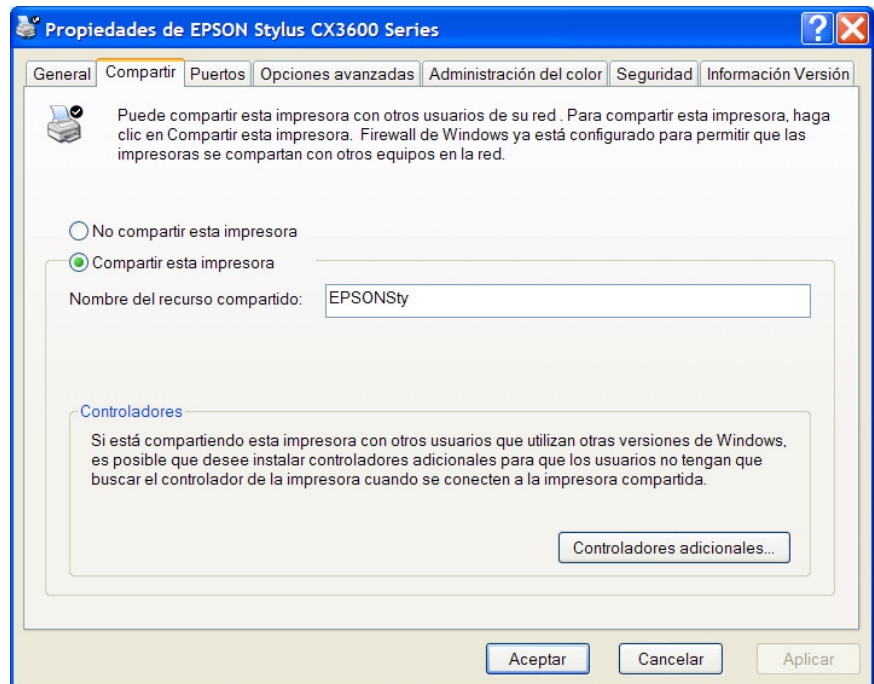 Propiedades de EPSON Stylus CX3600 Series
General Compartir Puertos Opciones avanzadas Administración del color Seguridad Información Versión
Puede compartir esta impresora con otros usuarios de su red . Para compartir esta impresora, haga
clic en Compartir esta impresora. Firewall de Windows ya está configurado para permitir que las
impresoras se compartan con otros equipos en la red.
No compartir esta impresora
Compartir esta impresora
Nombre del recurso compartido: EPSONSty
Controladores
Si está compartiendo esta impresora con otros usuarios que utilizan otras versiones de Windows,
es posible que desee instalar controladores adicionales para que los usuarios no tengan que
buscar el controlador de la impresora cuando se conecten a la impresora compartida.
Controladores adicionales...
Aceptar Cancelar Aplicar